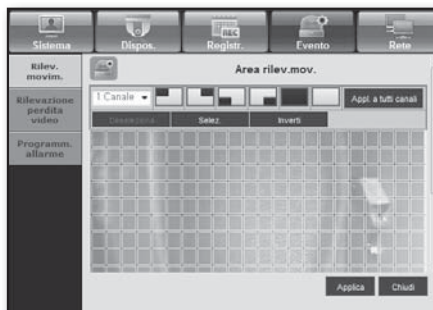 REC
Sistema Dispos. Registr. Evento Rete
Rilev. movim.
Rilevazione perdita video
Programm. allarme
Area rilev.mov.
1.Canale
Appl. a tutti canali
Deselezina Selez. Inverti
Applica Chiudi